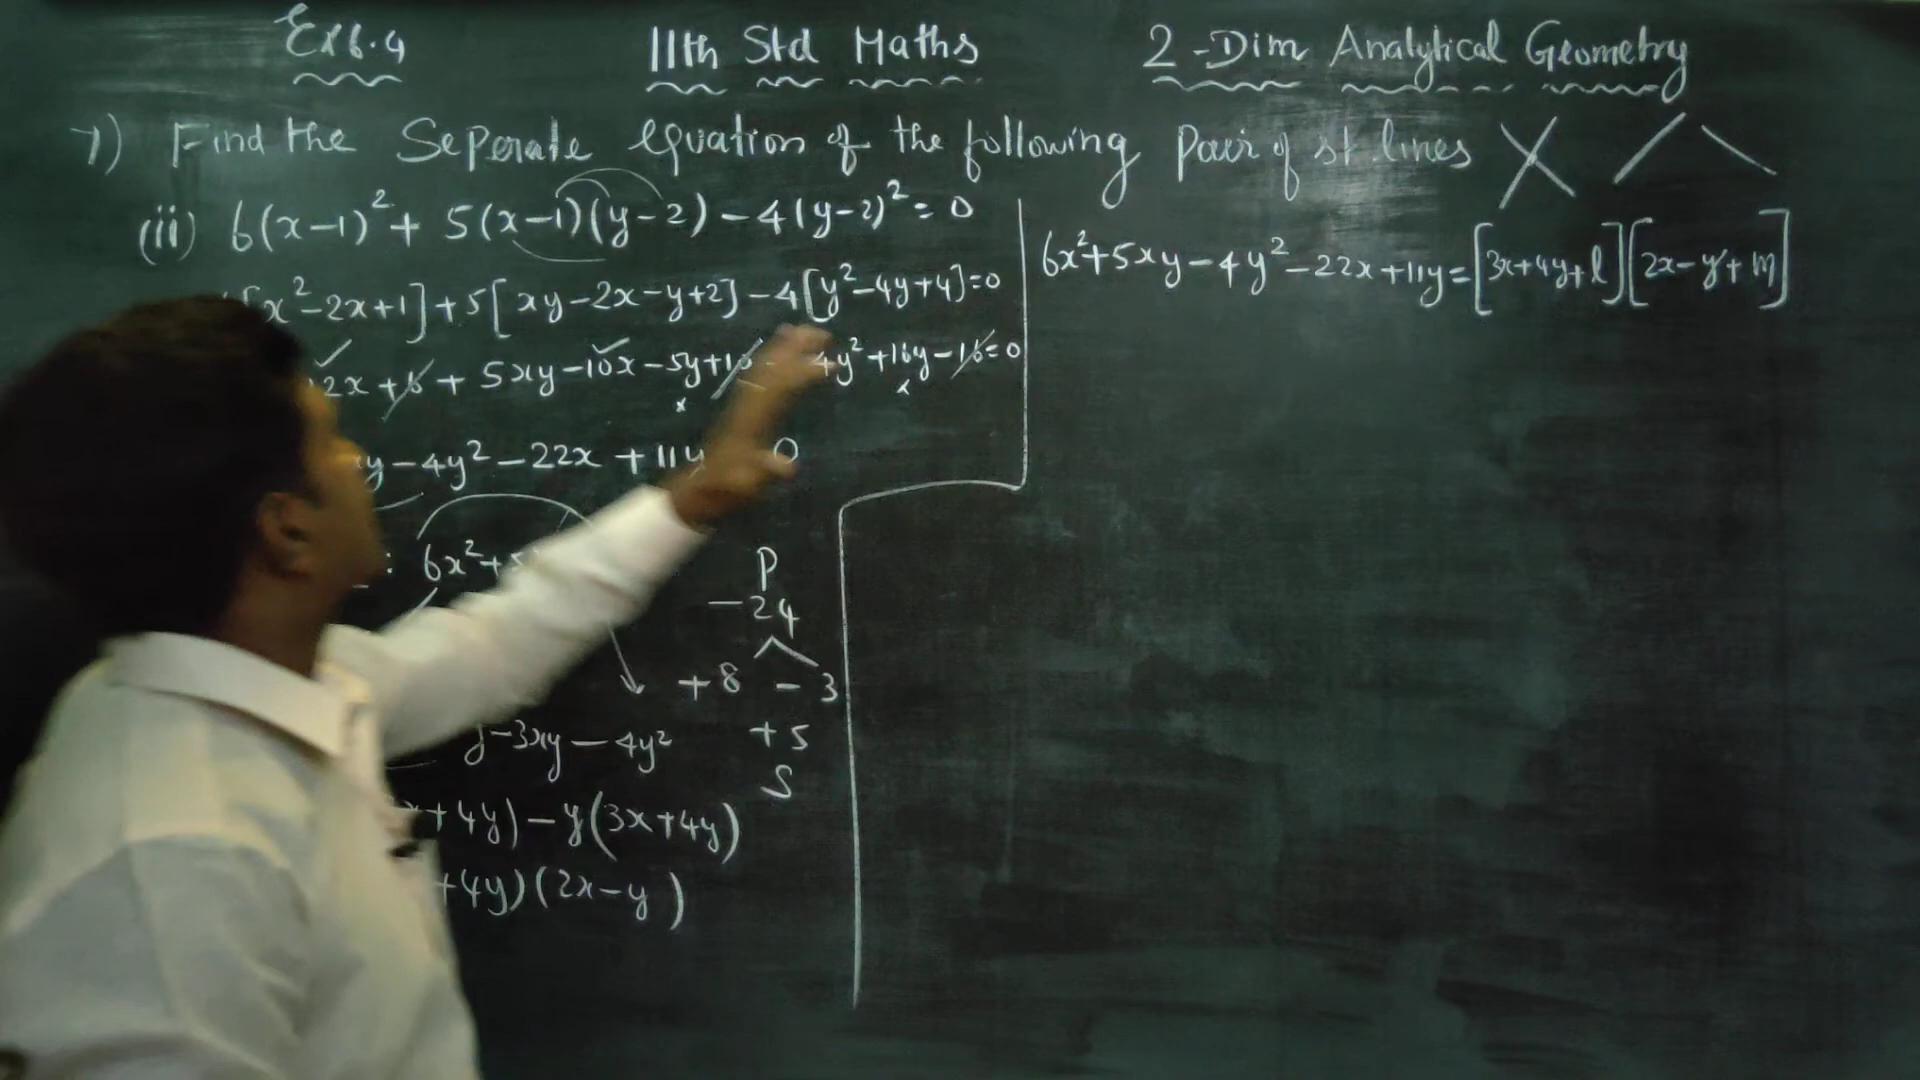 Ex 6.4 11th Std Maths 2-Dim Analytical Geometry
7) Find the Seperate equation of the following pair of st lines
(ii) 6(x-1)² + 5(x-1)(y-2) - 4(y-2)² = 0
[x²-2x+1] + 5[xy-2x-y+2] - 4[y²-4y+4] = 0
2x + 6 + 5xy - 10x - 5y + 10 - 4y² + 16y - 16 = 0
y - 4y² - 22x + 11y 0
: 6x² + 5
P
-24
+8 -3
y - 3xy - 4y²
+5
S
+ 4y) - y(3x+4y)
+4y)(2x-y)
6x²+5xy-4y²-22x+11y=[3x+4y+l][2x-y+m]